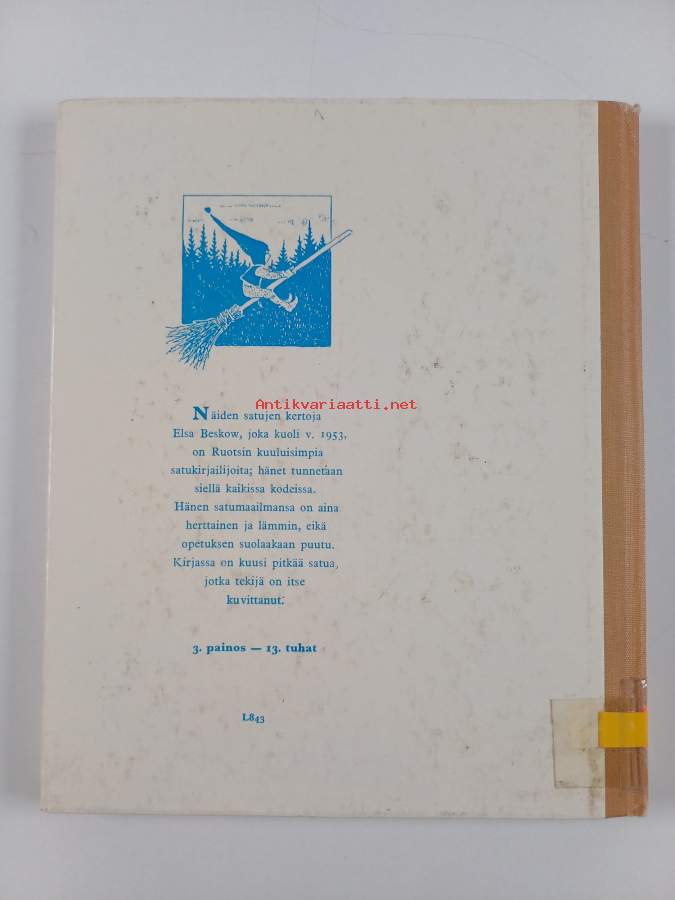 Antikvariaatti.net
Näiden satujen kertoja
Elsa Beskow, joka kuoli v. 1953,
on Ruotsin kuuluisimpia
satukirjailijoita; hänet tunnetaan
siellä kaikissa kodeissa.
Hänen satumaailmansa on aina
herttainen ja lämmin, eikä
opetuksen suolaakaan puutu.
Kirjassa on kuusi pitkää satua,
jotka tekijä on itse
kuvittanut.
3. painos — 13. tuhat
L843